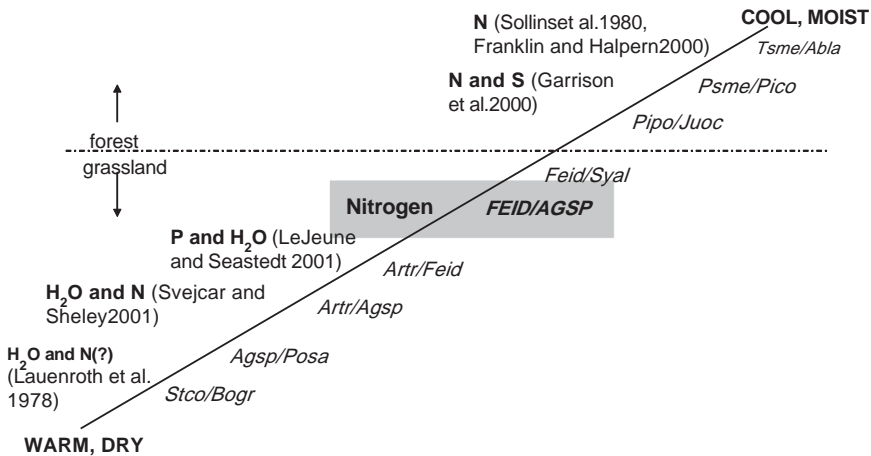 COOL, MOIST
N (Sollinset al.1980,
Franklin and Halpern2000)
Tsme/Abla
N and S (Garrison
et al.2000)
Psme/Pico
Pipo/Juoc
forest
grassland
Feid/Syal
Nitrogen
FEID/AGSP
P and H2O (LeJeune
and Seastedt 2001)
Artr/Feid
H2O and N (Svejcar and
Sheley2001)
Artr/Agsp
H2O and N(?)
(Lauenroth et al.
1978)
Agsp/Posa
Stco/Bogr
WARM, DRY